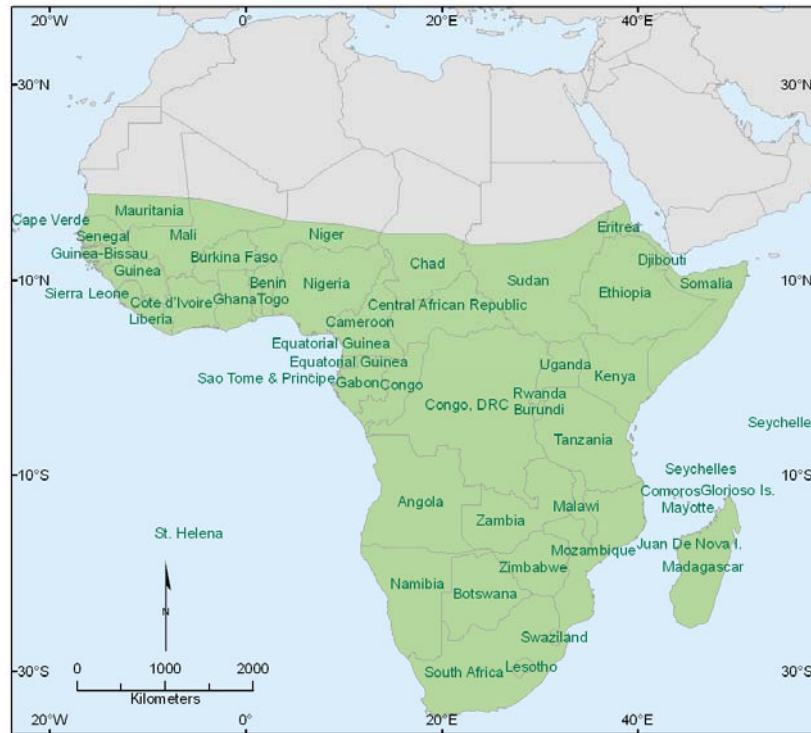 20°W 0° 20°E 40°E
30°N 30°N
Mauritania
Cape Verde
Senegal Mali Niger Eritrea
Guinea-Bissau Burkina Faso Chad Djibouti
Guinea Benin Nigeria Sudan Ethiopia Somalia
10°N 10°N
Sierra Leone Cote d'Ivoire Ghana Togo Central African Republic
Liberia Cameroon
Equatorial Guinea
Equatorial Guinea Uganda
Sao Tome & Principe Gabon Congo Kenya
Rwanda
Congo, DRC Burundi
Seychelle
Tanzania
10°S 10°S
Seychelles
Comoros Glorioso Is.
Angola Malawi Mayotte
Zambia
St. Helena Mozambique Juan De Nova I.
Zimbabwe Madagascar
Namibia Botswana
N
Swaziland
30°S 30°S
0 1000 2000 South Africa Lesotho
Kilometers
20°W 0° 20°E 40°E